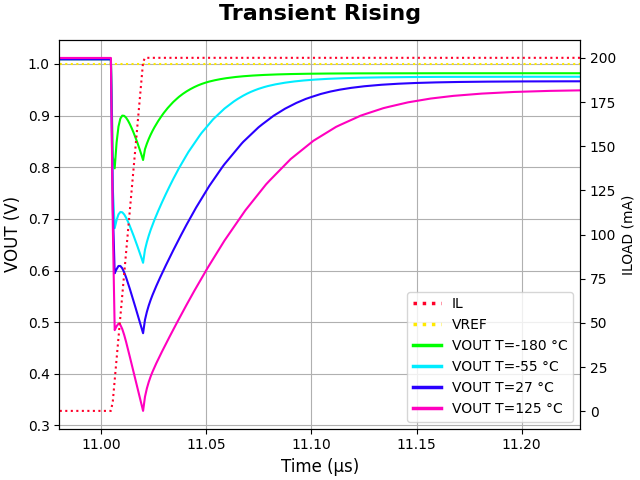 Transient Rising
VOUT (V)
1.0
0.9
0.8
0.7
0.6
0.5
0.4
0.3
200
175
150
125
100
75
50
25
0
ILOAD (mA)
IL
VREF
VOUT T=-180 °C
VOUT T=-55 °C
VOUT T=27 °C
VOUT T=125 °C
11.00 11.05 11.10 11.15 11.20
Time (μs)